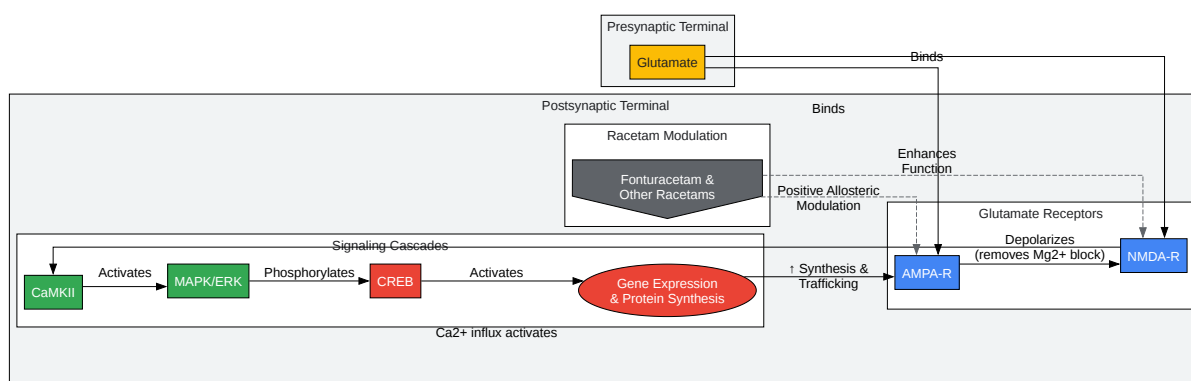 Presynaptic Terminal
Glutamate
Binds
Postsynaptic Terminal
Binds
Racetam Modulation
Fonturacetam &
Other Racetams
Enhances
Function
Positive Allosteric
Modulation
Glutamate Receptors
Signaling Cascades
Depolarizes
(removes Mg2+ block)
NMDA-R
CaMKII
Activates
MAPK/ERK
Phosphorylates
CREB
Activates
Gene Expression
& Protein Synthesis
↑ Synthesis &
Trafficking
AMPA-R
Ca2+ influx activates